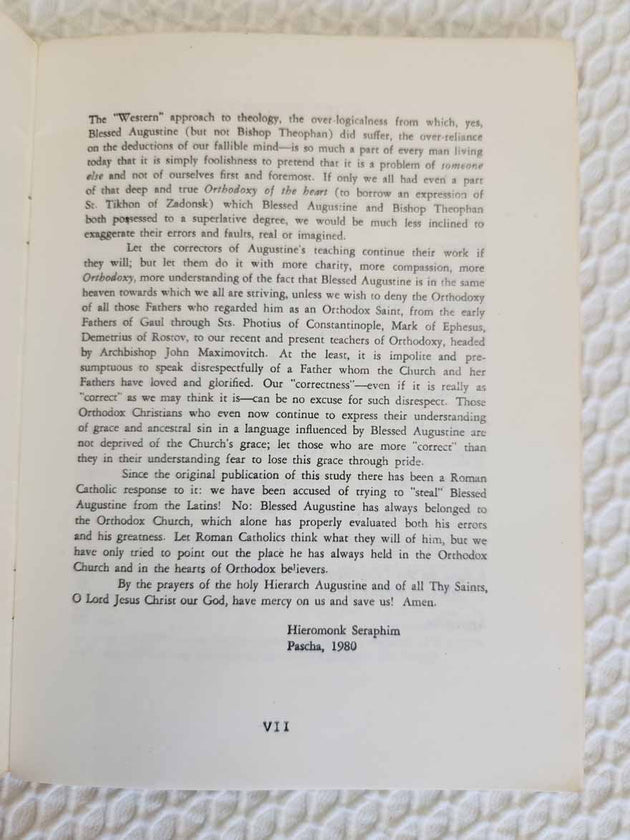 The "Western" approach to theology, the over-logicalness from which, yes,
Blessed Augustine (but not Bishop Theophan) did suffer, the over-reliance
on the deductions of our fallible mind—is so much a part of every man living
today that it is simply foolishness to pretend that it is a problem of someone
else and not of ourselves first and foremost. If only we all had even a part
of that deep and true Orthodoxy of the heart (to borrow an expression of
St. Tikhon of Zadonsk) which Blessed Augustine and Bishop Theophan
both possessed to a superlative degree, we would be much less inclined to
exaggerate their errors and faults, real or imagined.
Let the correctors of Augustine's teaching continue their work if
they will; but let them do it with more charity, more compassion, more
Orthodoxy, more understanding of the fact that Blessed Augustine is in the same
heaven towards which we all are striving, unless we wish to deny the Orthodoxy
of all those Fathers who regarded him as an Orthodox Saint, from the early
Fathers of Gaul through Sts. Photius of Constantinople, Mark of Ephesus,
Demetrius of Rostov, to our recent and present teachers of Orthodoxy, headed
by Archbishop John Maximovitch. At the least, it is impolite and pre-
sumptuous to speak disrespectfully of a Father whom the Church and her
Fathers have loved and glorified. Our "correctness"—even if it is really as
"correct" as we may think it is—can be no excuse for such disrespect. Those
Orthodox Christians who even now continue to express their understanding
of grace and ancestral sin in a language influenced by Blessed Augustine are
not deprived of the Church's grace; let those who are more "correct" than
they in their understanding fear to lose this grace through pride.
Since the original publication of this study there has been a Roman
Catholic response to it: we have been accused of trying to "steal" Blessed
Augustine from the Latins! No: Blessed Augustine has always belonged to
the Orthodox Church, which alone has properly evaluated both his errors
and his greatness. Let Roman Catholics think what they will of him, but we
have only tried to point out the place he has always held in the Orthodox
Church and in the hearts of Orthodox believers.
By the prayers of the holy Hierarch Augustine and of all Thy Saints,
O Lord Jesus Christ our God, have mercy on us and save us! Amen.
Hieromonk Seraphim
Pascha, 1980
VII